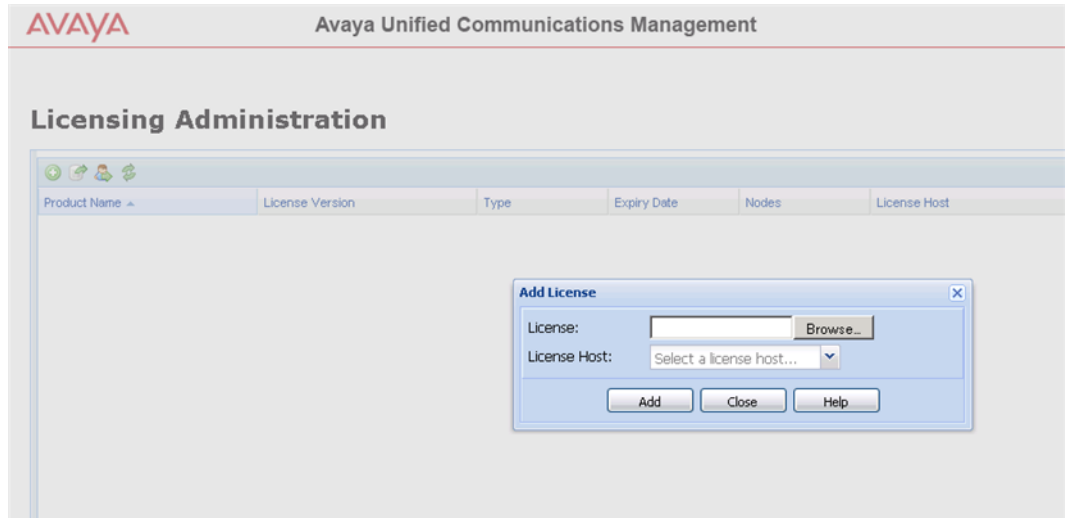 AVAYA
Avaya Unified Communications Management
Licensing Administration
Product Name License Version Type Expiry Date Nodes License Host
Add License
License: Browse...
License Host: Select a license host...
Add Close Help